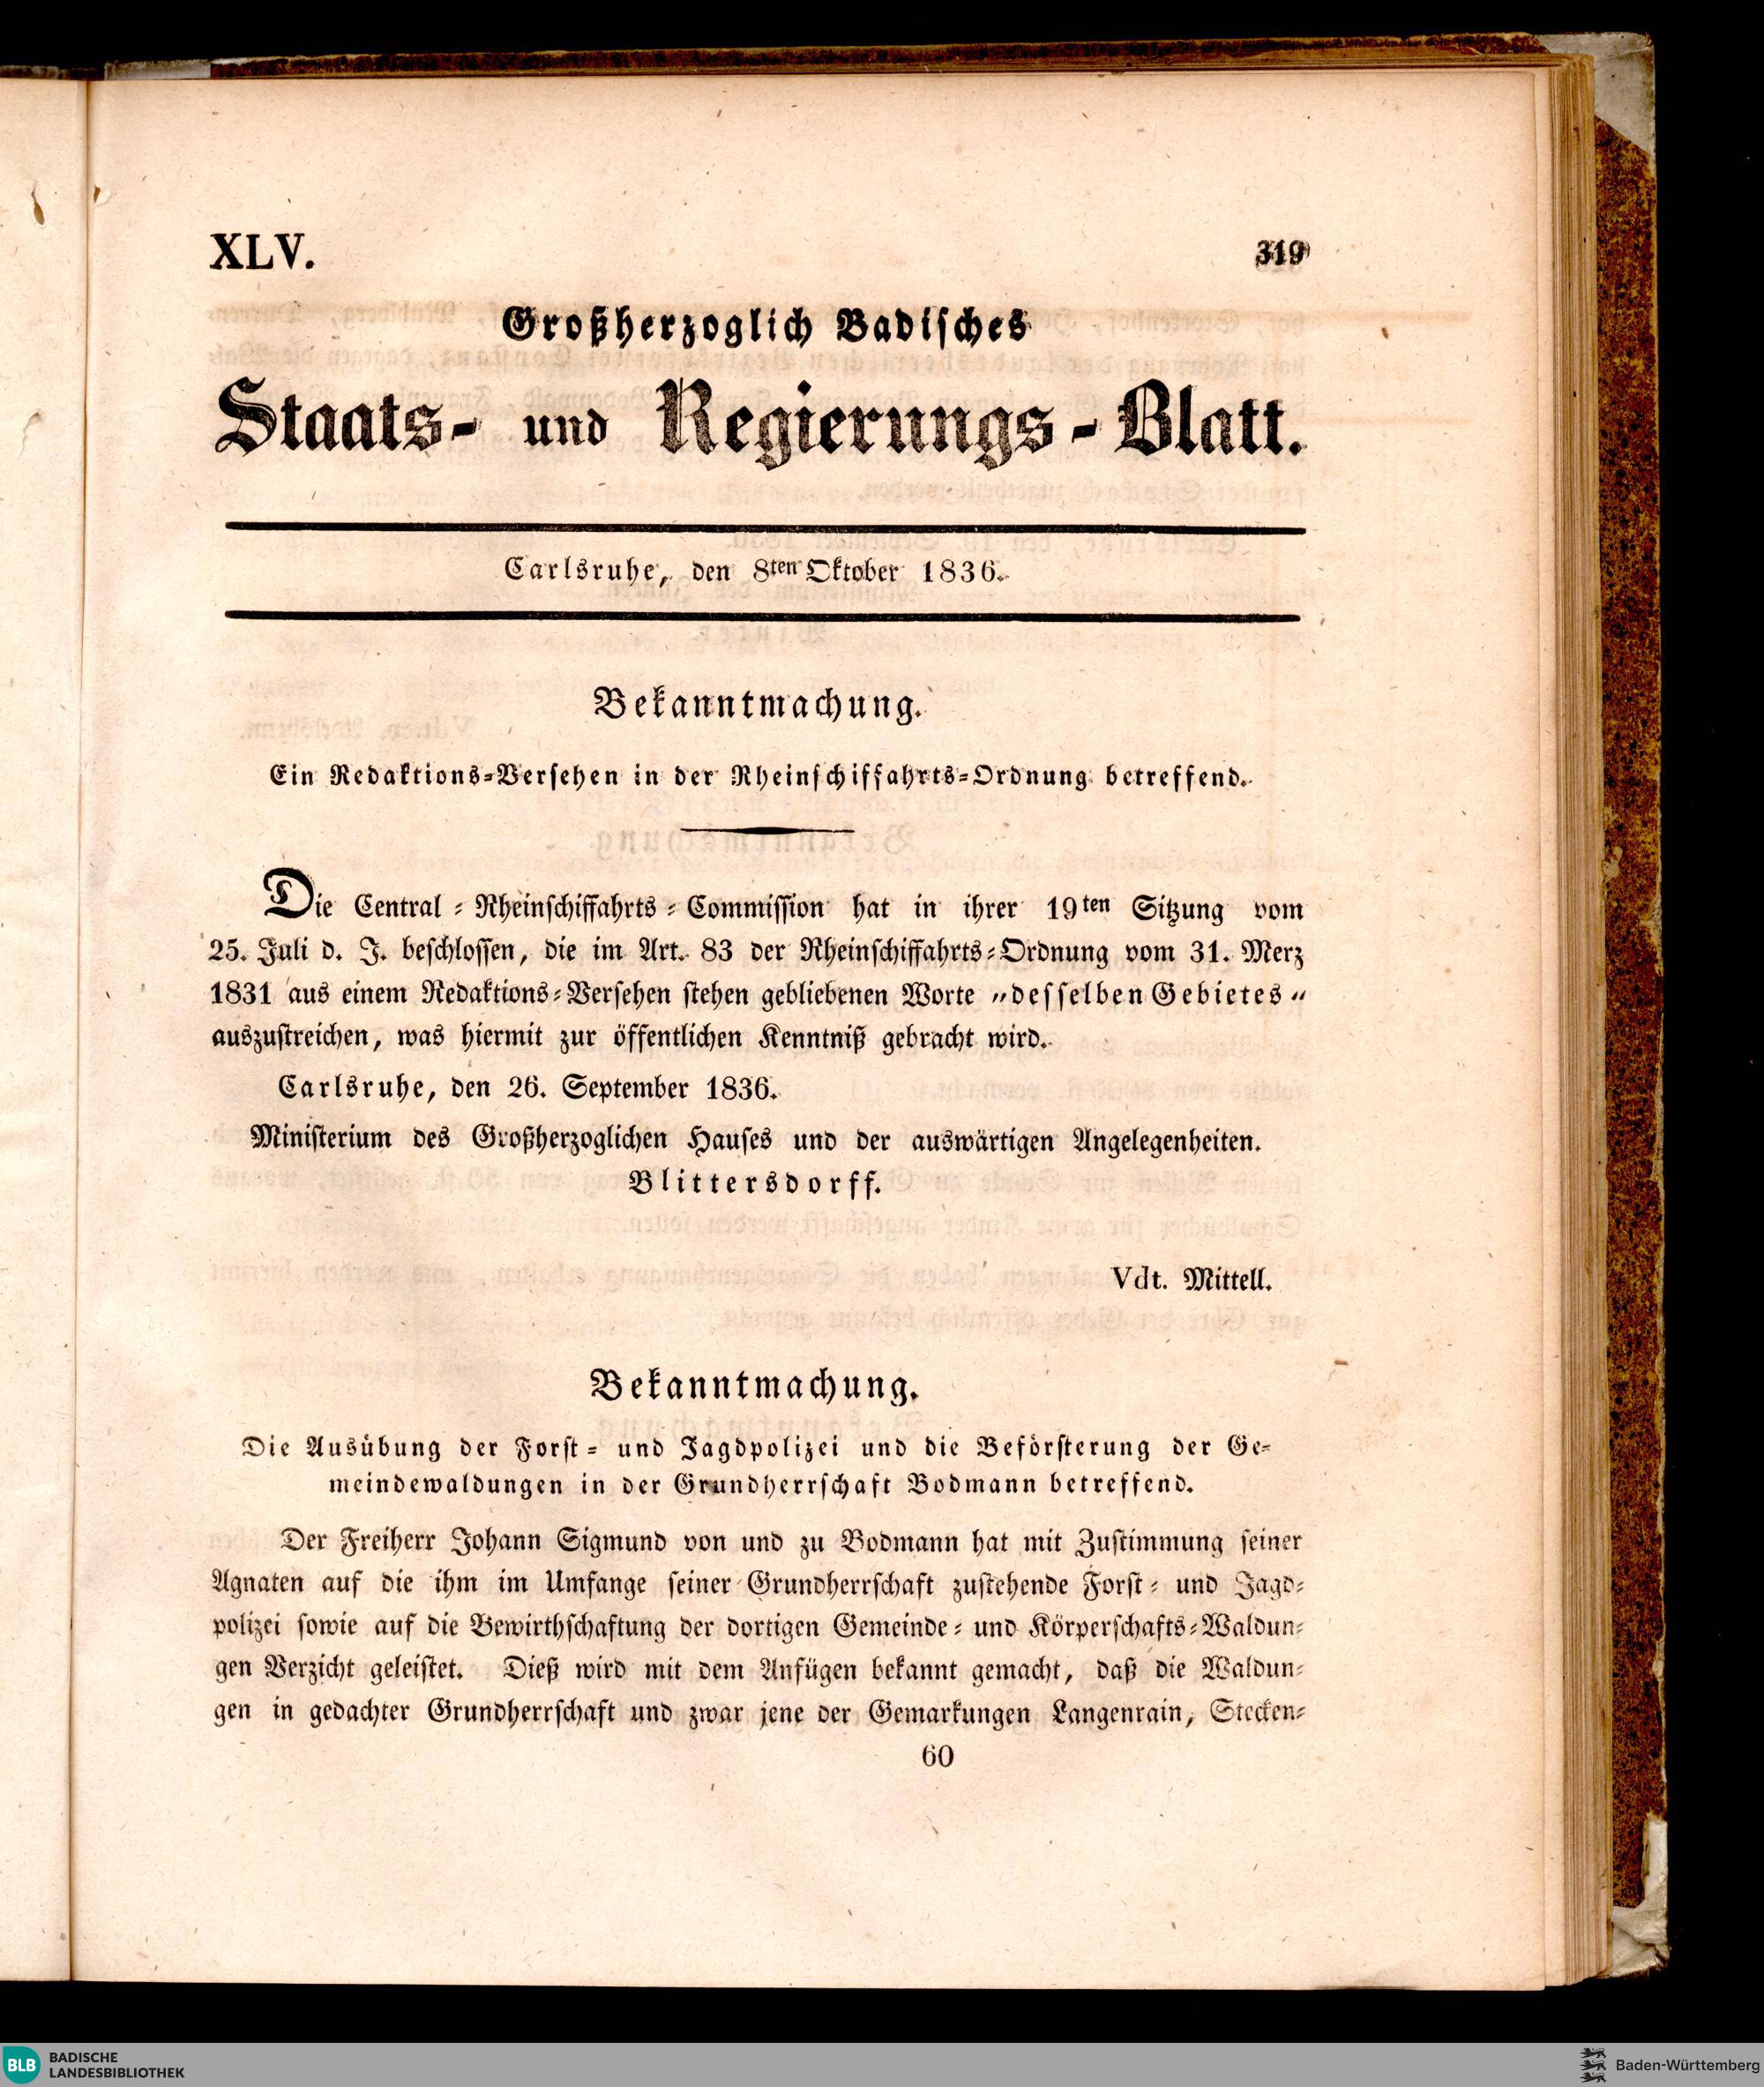 XLV.
319
Großherzoglich Badisches
Staats- und Regierungs-Blatt.
Carlsruhe, den 8ten Oktober 1836.
Bekanntmachung.
Ein Redaktions-Versehen in der Rheinschiffahrts-Ordnung betreffend.
Die Central-Rheinschiffahrts-Commission hat in ihrer 19ten Sitzung vom
25. Juli d. J. beschlossen, die im Art. 83 der Rheinschiffahrts-Ordnung vom 31. Merz
1831 aus einem Redaktions-Versehen stehen gebliebenen Worte „desselben Gebietes"
auszustreichen, was hiermit zur öffentlichen Kenntniß gebracht wird.
Carlsruhe, den 26. September 1836.
Ministerium des Großherzoglichen Hauses und der auswärtigen Angelegenheiten.
Blittersdorff.
Vdt. Mittell.
Bekanntmachung.
Die Ausübung der Forst- und Jagdpolizei und die Beförsterung der Ge-
meindewaldungen in der Grundherrschaft Bodmann betreffend.
Der Freiherr Johann Sigmund von und zu Bodmann hat mit Zustimmung seiner
Agnaten auf die ihm im Umfange seiner Grundherrschaft zustehende Forst- und Jagd-
polizei sowie auf die Bewirthschaftung der dortigen Gemeinde- und Körperschafts-Waldun-
gen Verzicht geleistet. Dieß wird mit dem Anfügen bekannt gemacht, daß die Waldun-
gen in gedachter Grundherrschaft und zwar jene der Gemarkungen Langenrain, Stecken-
60
BLB BADISCHE
LANDESBIBLIOTHEK
Baden-Württemberg